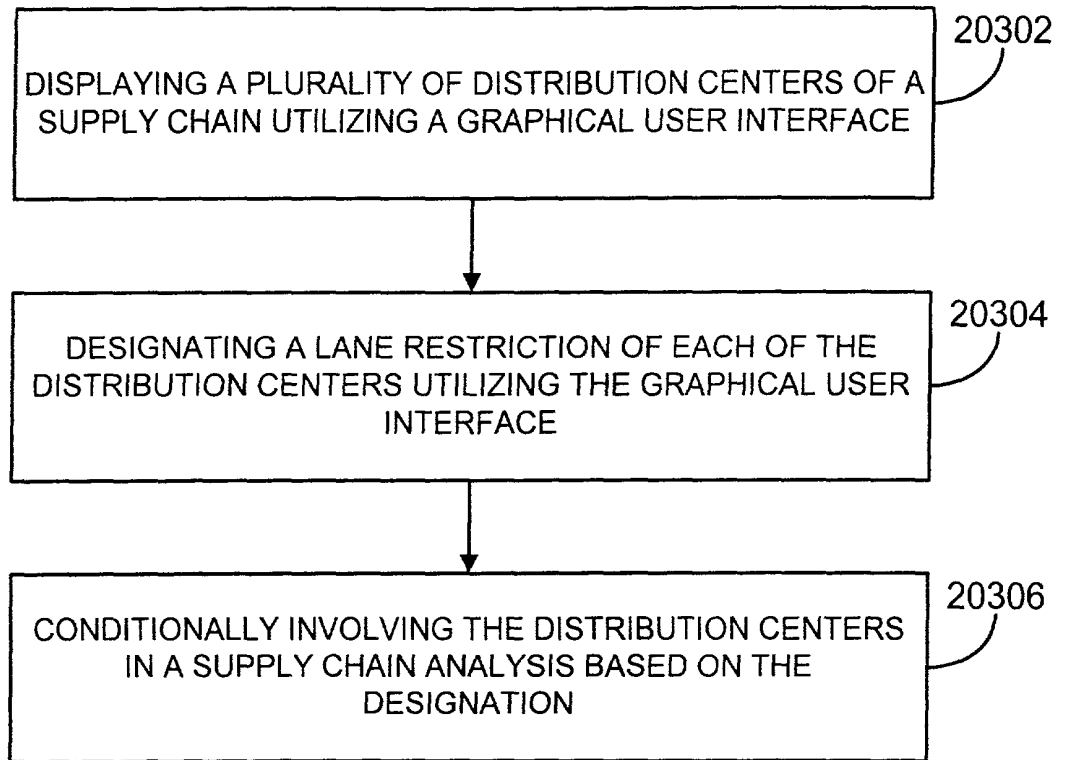 20302
DISPLAYING A PLURALITY OF DISTRIBUTION CENTERS OF A
SUPPLY CHAIN UTILIZING A GRAPHICAL USER INTERFACE
20304
DESIGNATING A LANE RESTRICTION OF EACH OF THE
DISTRIBUTION CENTERS UTILIZING THE GRAPHICAL USER
INTERFACE
20306
CONDITIONALLY INVOLVING THE DISTRIBUTION CENTERS
IN A SUPPLY CHAIN ANALYSIS BASED ON THE
DESIGNATION